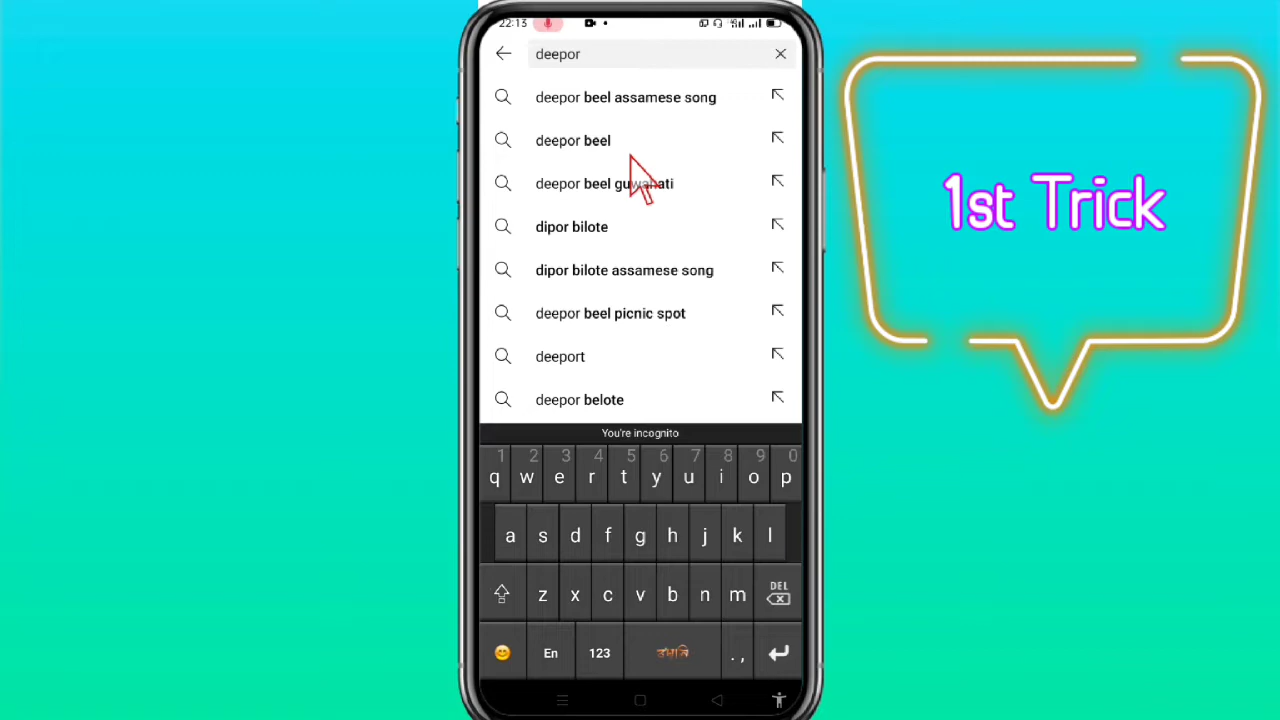 22:13
deepor
deepor beel assamese song
deepor beel
1st Trick
deepor beel guwahati
dipor bilote
dipor bilote assamese song
deepor beel picnic spot
deeport
deepor belote
You're incognito
1 2 3 4 5 6 7 8 9 0
q w e r t y u i o p
a s d f g h j k l
z x c v b n m DEL
En 123 . ,